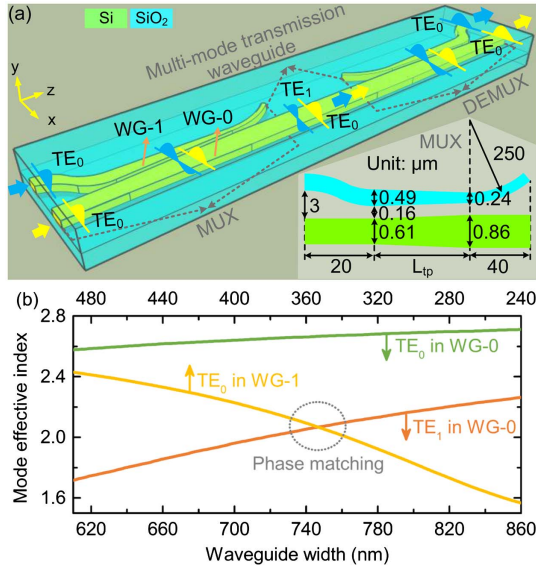 (a)
Si
SiO₂
Multi-mode transmission
waveguide
TE₀
TE₀
DEMUX
y
z
x
WG-1
WG-0
TE₁
TE₀
TE₀
TE₀
MUX
MUX
Unit: μm
250
3
0.49
0.24
0.16
0.61
0.86
20
Lₜₚ
40
(b)
480
440
400
360
320
280
240
Mode effective index
2.8
2.4
2.0
1.6
TE₀ in WG-0
TE₀ in WG-1
TE₁ in WG-0
Phase matching
620
660
700
740
780
820
860
Waveguide width (nm)